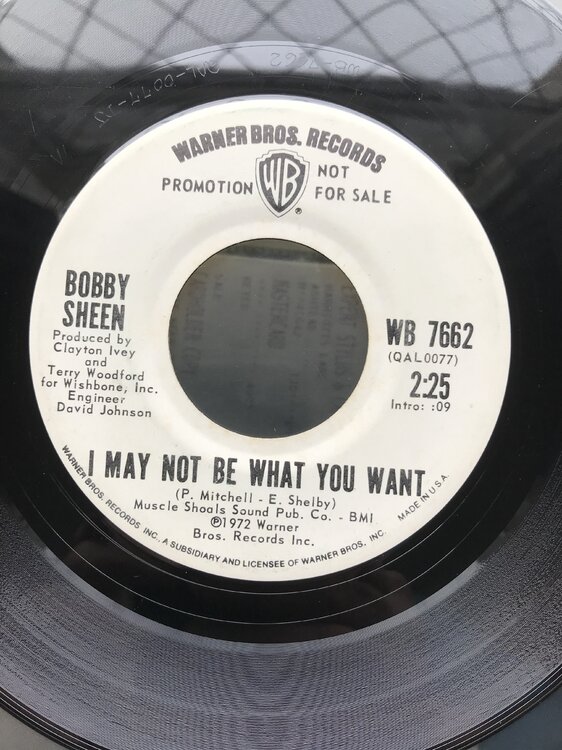 WARNER BROS. RECORDS
WB
PROMOTION NOT
FOR SALE
BOBBY
SHEEN
Produced by
Clayton Ivey
and
Terry Woodford
for Wishbone, Inc.
Engineer
David Johnson
WB 7662
(QAL0077)
2:25
Intro: :09
I MAY NOT BE WHAT YOU WANT
(P. Mitchell - E. Shelby)
Muscle Shoals Sound Pub. Co. - BMI
℗1972 Warner
Bros. Records Inc.
WARNER BROS. RECORDS INC., A SUBSIDIARY AND LICENSEE OF WARNER BROS., INC. MADE IN U.S.A.